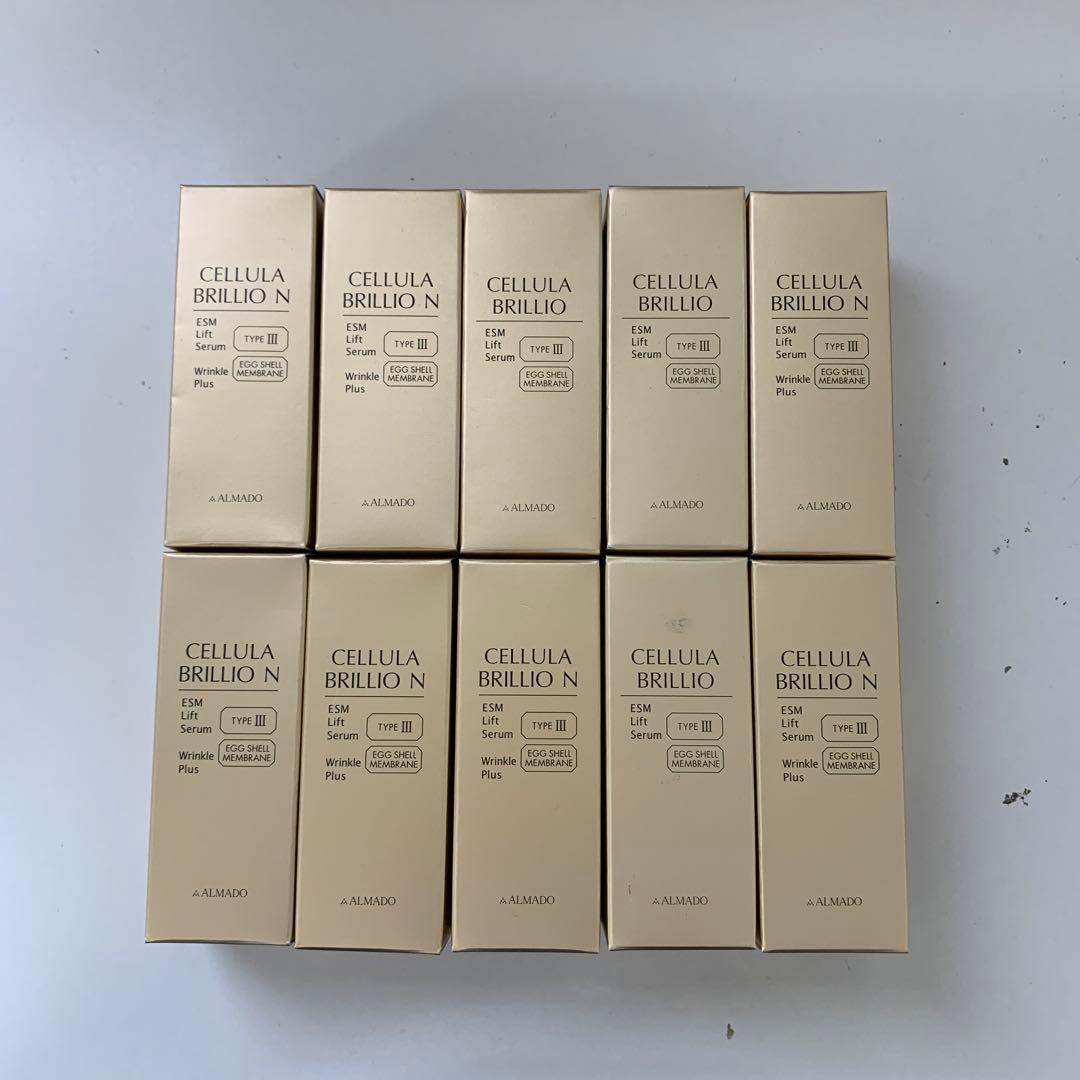 CELLULA
BRILLIO N
ESM
Lift
Serum
TYPE III
Wrinkle
Plus
EGG SHELL
MEMBRANE
ALMADO
CELLULA
BRILLIO N
ESM
Lift
Serum
TYPE III
Wrinkle
Plus
EGG SHELL
MEMBRANE
ALMADO
CELLULA
BRILLIO
ESM
Lift
Serum
TYPE III
EGG SHELL
MEMBRANE
ALMADO
CELLULA
BRILLIO
ESM
Lift
Serum
TYPE III
EGG SHELL
MEMBRANE
ALMADO
CELLULA
BRILLIO N
ESM
Lift
Serum
TYPE III
Wrinkle
Plus
EGG SHELL
MEMBRANE
ALMADO
CELLULA
BRILLIO N
ESM
Lift
Serum
TYPE III
Wrinkle
Plus
EGG SHELL
MEMBRANE
ALMADO
CELLULA
BRILLIO N
ESM
Lift
Serum
TYPE III
Wrinkle
Plus
EGG SHELL
MEMBRANE
ALMADO
CELLULA
BRILLIO N
ESM
Lift
Serum
TYPE III
Wrinkle
Plus
EGG SHELL
MEMBRANE
ALMADO
CELLULA
BRILLIO
ESM
Lift
Serum
TYPE III
EGG SHELL
MEMBRANE
ALMADO
CELLULA
BRILLIO N
ESM
Lift
Serum
TYPE III
Wrinkle
Plus
EGG SHELL
MEMBRANE
ALMADO